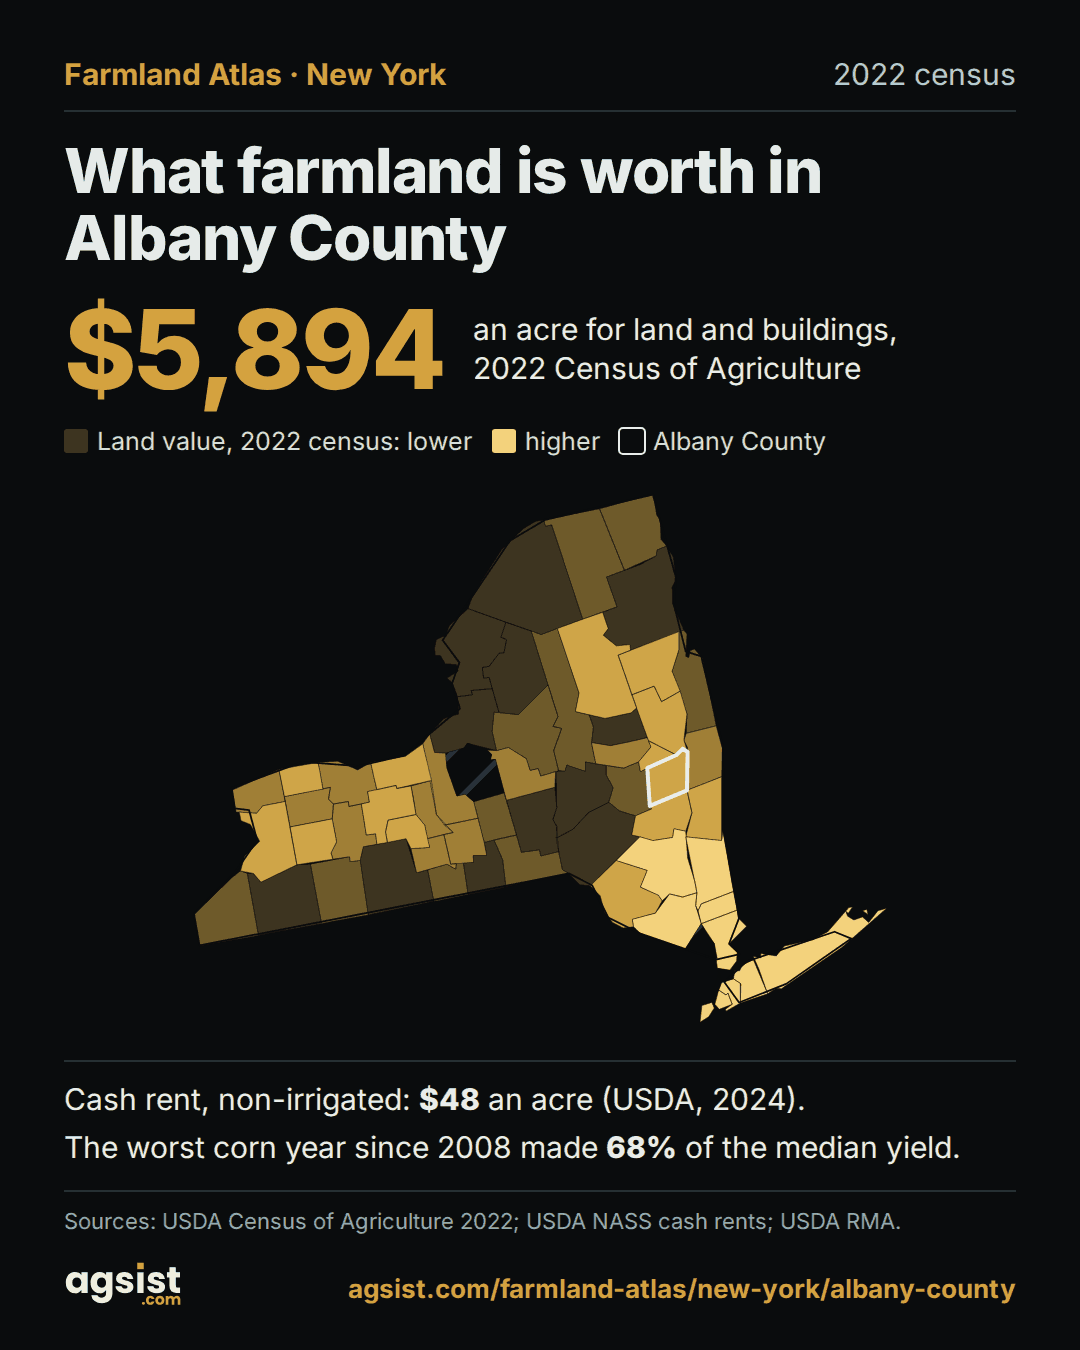 Farmland Atlas · New York
2022 census
What farmland is worth in
Albany County
$5,894
an acre for land and buildings,
2022 Census of Agriculture
Land value, 2022 census: lower
higher
Albany County
Cash rent, non-irrigated: $48 an acre (USDA, 2024).
The worst corn year since 2008 made 68% of the median yield.
Sources: USDA Census of Agriculture 2022; USDA NASS cash rents; USDA RMA.
agsist
.com
agsist.com/farmland-atlas/new-york/albany-county